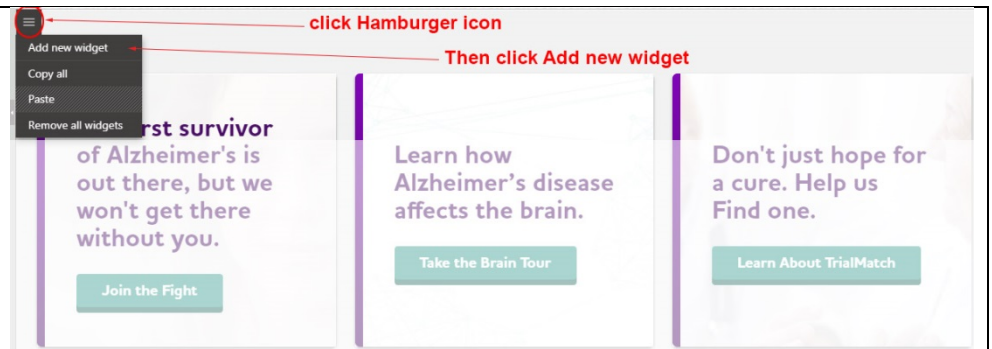 click Hamburger icon
Add new widget
Then click Add new widget
Copy all
Paste
Remove all widgets
rst survivor
of Alzheimer's is
out there, but we
won't get there
without you.
Join the Fight
Learn how
Alzheimer’s disease
affects the brain.
Take the Brain Tour
Don't just hope for
a cure. Help us
Find one.
Learn About TrialMatch